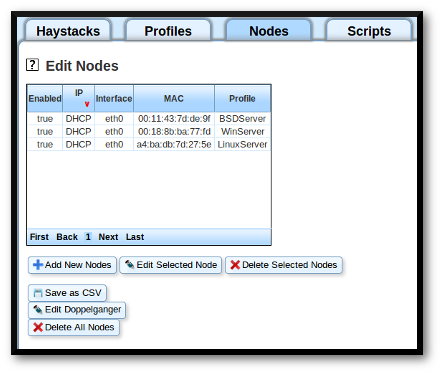 Haystacks Profiles Nodes Scripts
? Edit Nodes
Enabled IP Interface MAC Profile
true DHCP eth0 00:11:43:7d:de:9f BSDServer
true DHCP eth0 00:18:8b:ba:77:fd WinServer
true DHCP eth0 a4:ba:db:7d:27:5e LinuxServer
First Back 1 Next Last
Add New Nodes Edit Selected Node Delete Selected Nodes
Save as CSV
Edit Doppelganger
Delete All Nodes